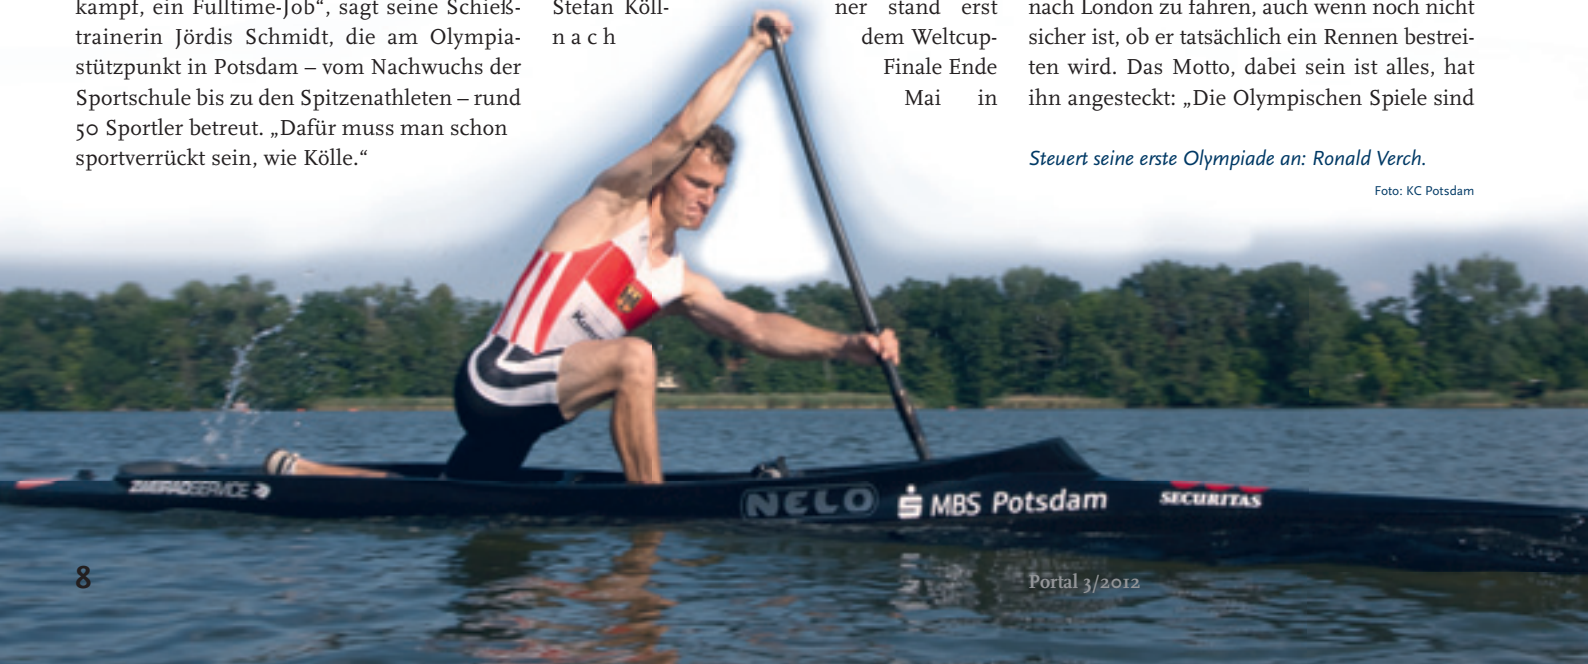 kampf, ein Fulltime-Job“, sagt seine Schieß-
trainerin Jördis Schmidt, die am Olympia-
stützpunkt in Potsdam – vom Nachwuchs der
Sportschule bis zu den Spitzenathleten – rund
50 Sportler betreut. „Dafür muss man schon
sportverrückt sein, wie Kölle.“
Stefan Köll-
n a c h
ner stand erst
dem Weltcup-
Finale Ende
Mai in
nach London zu fahren, auch wenn noch nicht
sicher ist, ob er tatsächlich ein Rennen bestrei-
ten wird. Das Motto, dabei sein ist alles, hat
ihn angesteckt: „Die Olympischen Spiele sind
Steuert seine erste Olympiade an: Ronald Verch.
Foto: KC Potsdam
NELO
MBS Potsdam
SECURITAS
8
Portal 3/2012